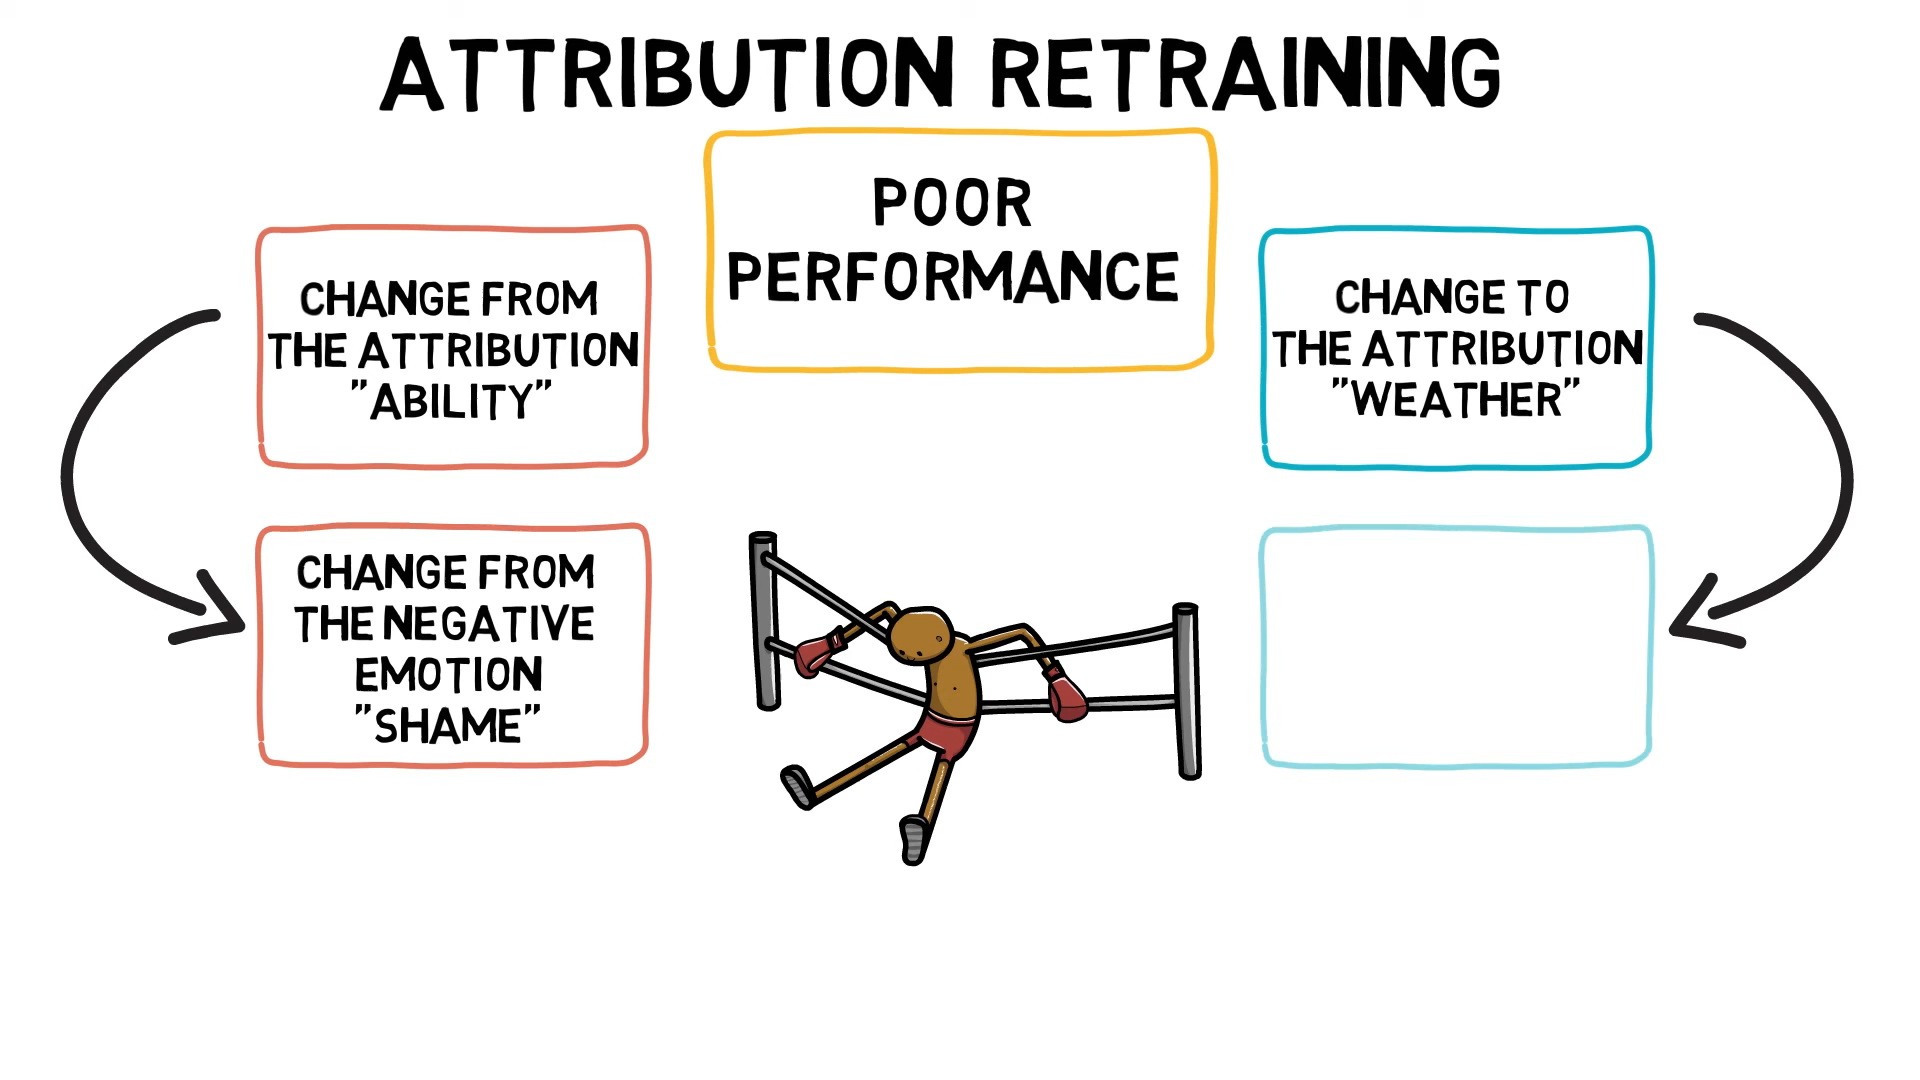 ATTRIBUTION RETRAINING
POOR
PERFORMANCE
CHANGE FROM
THE ATTRIBUTION
"ABILITY"
CHANGE TO
THE ATTRIBUTION
"WEATHER"
CHANGE FROM
THE NEGATIVE
EMOTION
"SHAME"